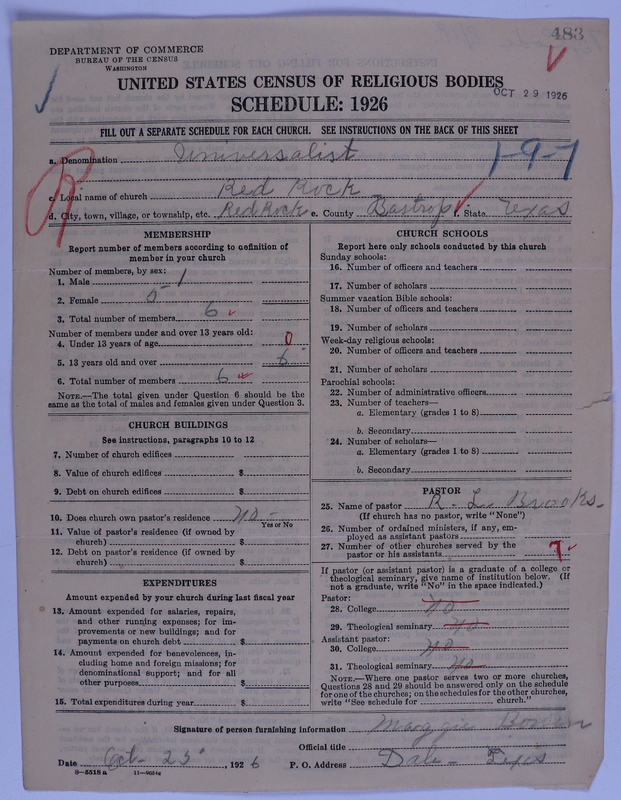 483
DEPARTMENT OF COMMERCE
BUREAU OF THE CENSUS
WASHINGTON
UNITED STATES CENSUS OF RELIGIOUS BODIES
OCT 29 1926
SCHEDULE: 1926
FILL OUT A SEPARATE SCHEDULE FOR EACH CHURCH. SEE INSTRUCTIONS ON THE BACK OF THIS SHEET
a. Denomination Universalist
1-9-7
c. Local name of church Red Rock
d. City, town, village, or township, etc. Red Rock e. County Bastrop f. State Texas
MEMBERSHIP
Report number of members according to definition of member in your church
Number of members, by sex:
1. Male 1
2. Female 5
3. Total number of members 6
Number of members under and over 13 years old:
4. Under 13 years of age 0
5. 13 years old and over 6
6. Total number of members 6
NOTE.—The total given under Question 6 should be the
same as the total of males and females given under Question 3.
CHURCH BUILDINGS
See instructions, paragraphs 10 to 12
7. Number of church edifices
8. Value of church edifices $
9. Debt on church edifices $
10. Does church own pastor's residence No
Yes or No
11. Value of pastor's residence (if owned by
church) $
12. Debt on pastor's residence (if owned by
church) $
EXPENDITURES
Amount expended by your church during last fiscal year
13. Amount expended for salaries, repairs,
and other running expenses; for im-
provements or new buildings; and for
payments on church debt $
14. Amount expended for benevolences, in-
cluding home and foreign missions; for
denominational support; and for all
other purposes $
15. Total expenditures during year $
CHURCH SCHOOLS
Report here only schools conducted by this church
Sunday schools:
16. Number of officers and teachers
17. Number of scholars
Summer vacation Bible schools:
18. Number of officers and teachers
19. Number of scholars
Week-day religious schools:
20. Number of officers and teachers
21. Number of scholars
Parochial schools:
22. Number of administrative officers
23. Number of teachers—
a. Elementary (grades 1 to 8)
b. Secondary
24. Number of scholars—
a. Elementary (grades 1 to 8)
b. Secondary
PASTOR
25. Name of pastor R. L. Brooks
(If church has no pastor, write "None")
26. Number of ordained ministers, if any, em-
ployed as assistant pastors
27. Number of other churches served by the
pastor or his assistants 7
If pastor (or assistant pastor) is a graduate of a college or
theological seminary, give name of institution below. (If
not a graduate, write "No" in the space indicated.)
Pastor:
28. College No
29. Theological seminary No
Assistant pastor:
30. College No
31. Theological seminary No
NOTE.—Where one pastor serves two or more churches,
Questions 28 and 29 should be answered only on the schedule
for one of the churches; on the schedules for the other churches,
write "See schedule for church."
Signature of person furnishing information Maggie
Official title
Date Oct. 25, 1926 P. O. Address Dale - Texas
8-5518a 11-9654g